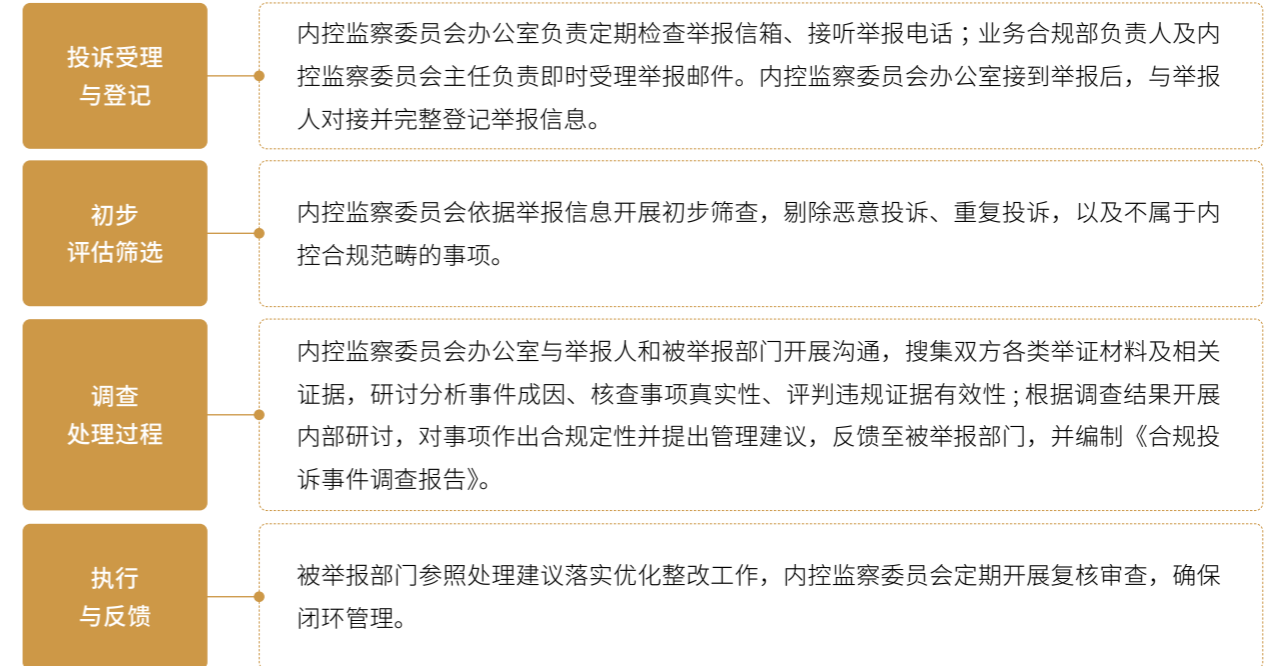 投诉受理
与登记
内控监察委员会办公室负责定期检查举报信箱、接听举报电话；业务合规部负责人及内
控监察委员会主任负责即时受理举报邮件。内控监察委员会办公室接到举报后，与举报
人对接并完整登记举报信息。
初步
评估筛选
内控监察委员会依据举报信息开展初步筛查，剔除恶意投诉、重复投诉，以及不属于内
控合规范畴的事项。
调查
处理过程
内控监察委员会办公室与举报人和被举报部门开展沟通，搜集双方各类举证材料及相关
证据，研讨分析事件成因、核查事项真实性、评判违规证据有效性；根据调查结果开展
内部研讨，对事项作出合规定性并提出管理建议，反馈至被举报部门，并编制《合规投
诉事件调查报告》。
执行
与反馈
被举报部门参照处理建议落实优化整改工作，内控监察委员会定期开展复核审查，确保
闭环管理。